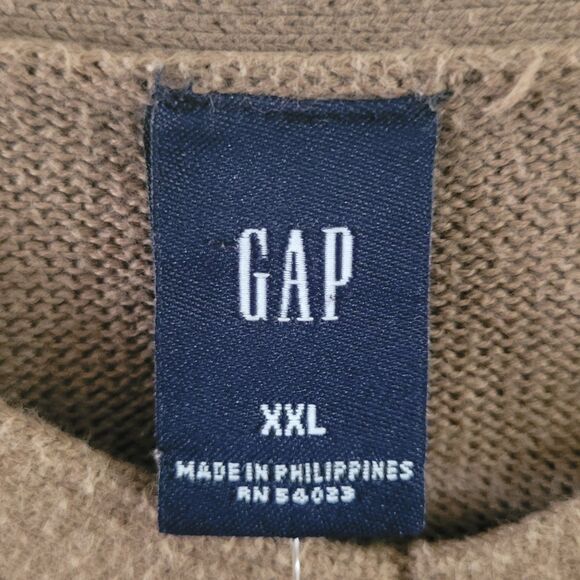 GAP
XXL
MADE IN PHILIPPINES
RN 54023